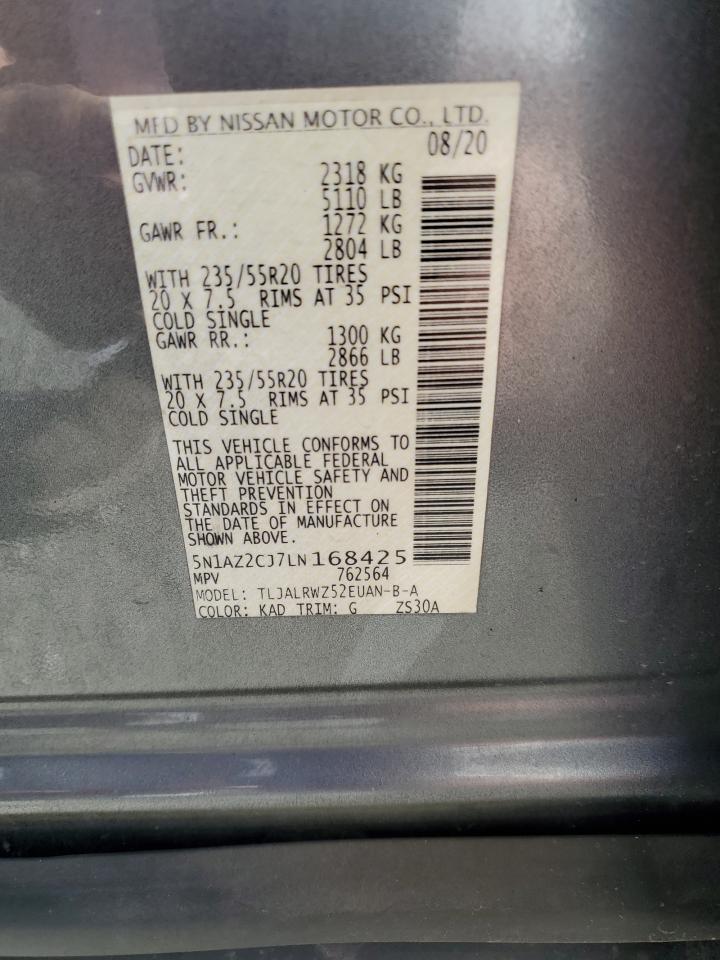 MFD BY NISSAN MOTOR CO., LTD.
DATE: 08/20
GVWR: 2318 KG
5110 LB
GAWR FR.: 1272 KG
2804 LB
WITH 235/55R20 TIRES
20 X 7.5 RIMS AT 35 PSI
COLD SINGLE
GAWR RR.: 1300 KG
2866 LB
WITH 235/55R20 TIRES
20 X 7.5 RIMS AT 35 PSI
COLD SINGLE
THIS VEHICLE CONFORMS TO
ALL APPLICABLE FEDERAL
MOTOR VEHICLE SAFETY AND
THEFT PREVENTION
STANDARDS IN EFFECT ON
THE DATE OF MANUFACTURE
SHOWN ABOVE.
5N1AZ2CJ7LN168425
MPV 762564
MODEL: TLJALRWZ52EUAN-B-A
COLOR: KAD TRIM: G ZS30A